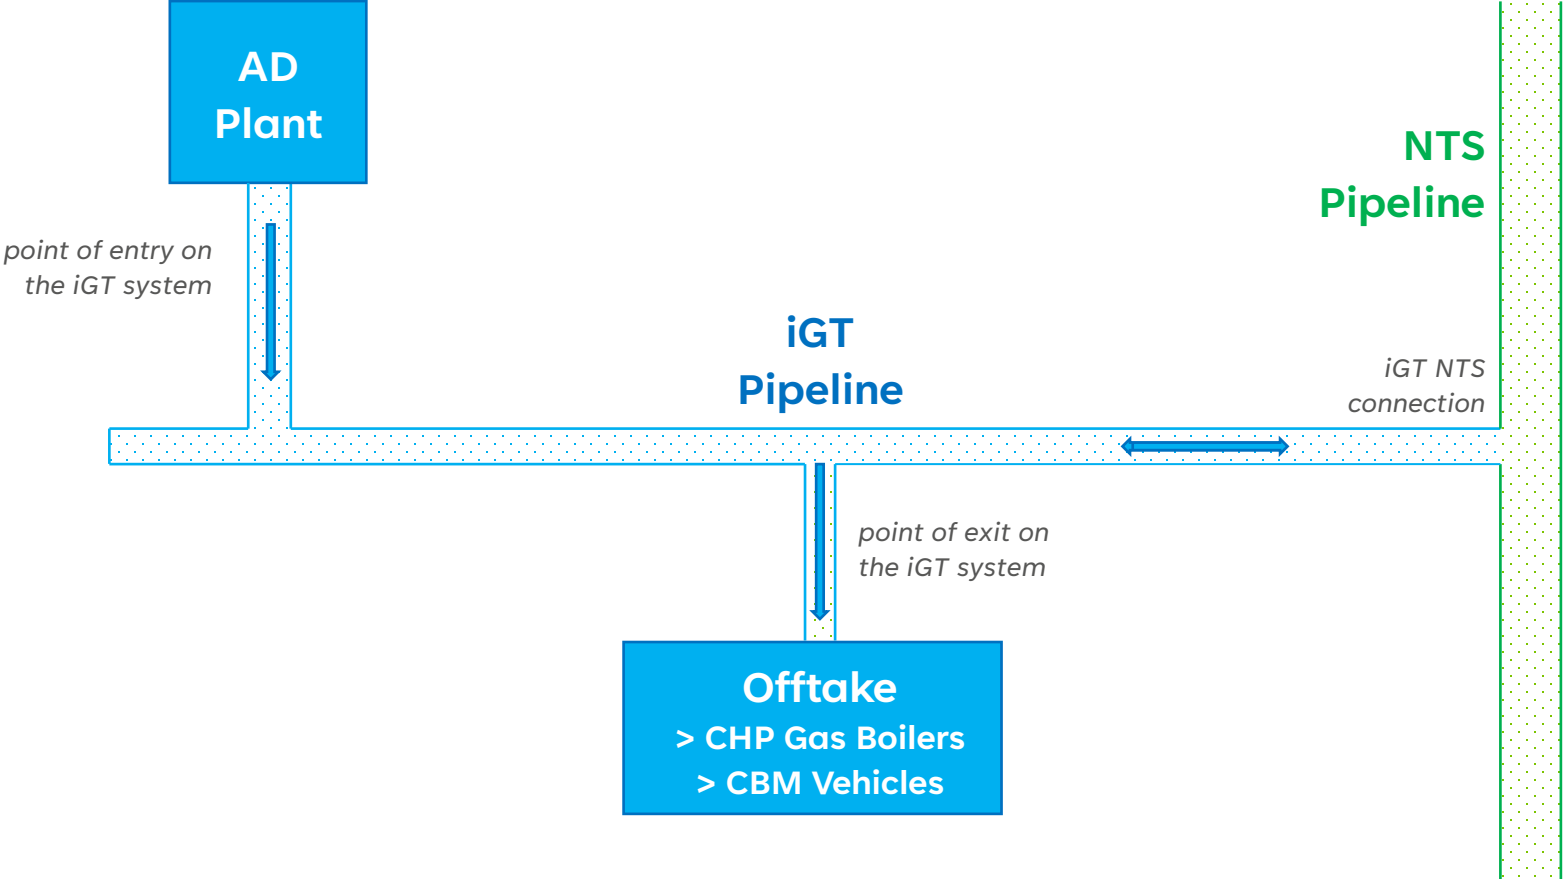 AD
Plant
point of entry on
the iGT system
NTS
Pipeline
iGT
Pipeline
iGT NTS
connection
point of exit on
the iGT system
Offtake
> CHP Gas Boilers
> CBM Vehicles